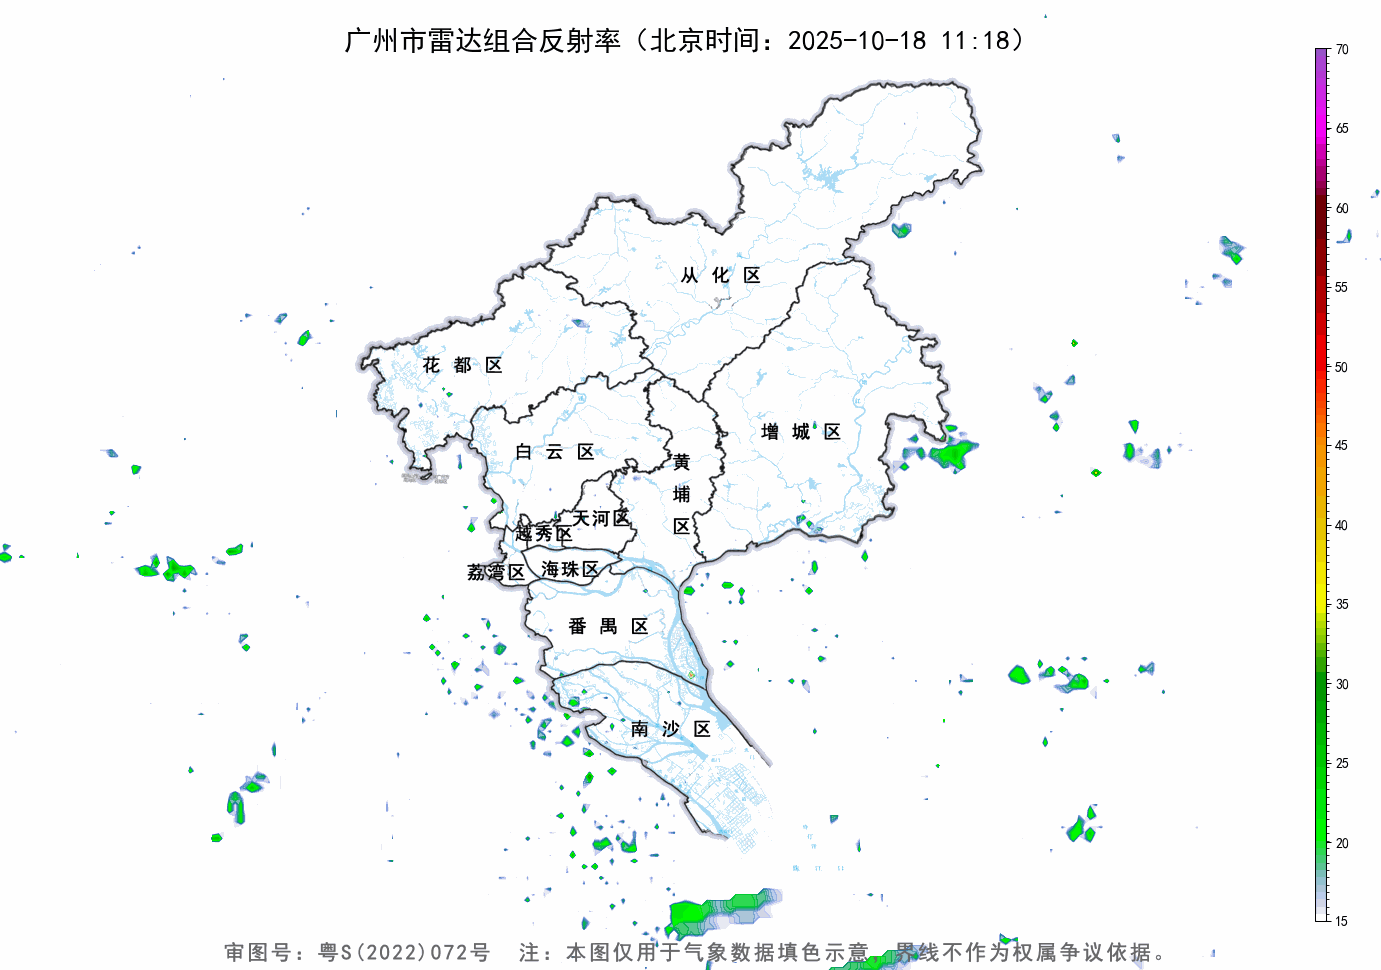 广州市雷达组合反射率（北京时间：2025-10-18 11:18）
70
65
60
55
50
45
40
35
30
25
20
15
从化区
花都区
增城区
白云区
黄埔区
天河区
越秀区
荔湾区
海珠区
番禺区
南沙区
审图号：粤S(2022)072号 注：本图仅用于气象数据填色示意，界线不作为权属争议依据。